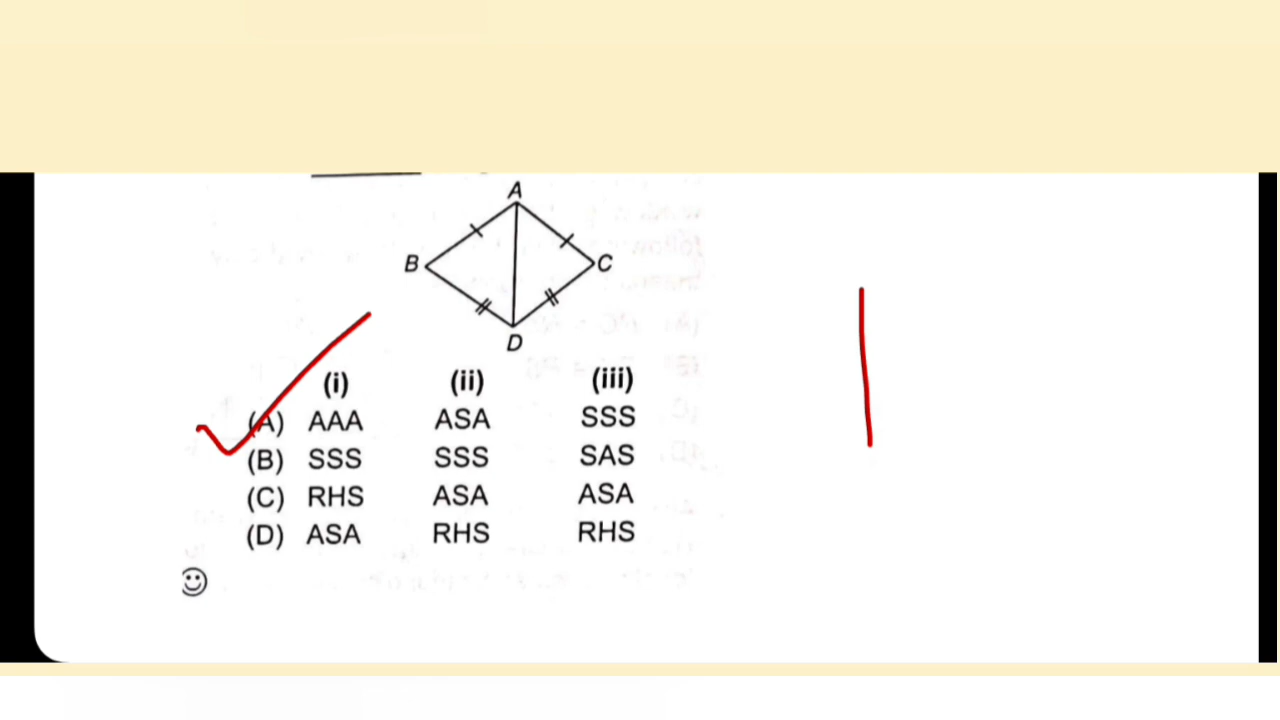 A
B
C
D
(i) (ii) (iii)
(A) AAA ASA SSS
(B) SSS SSS SAS
(C) RHS ASA ASA
(D) ASA RHS RHS